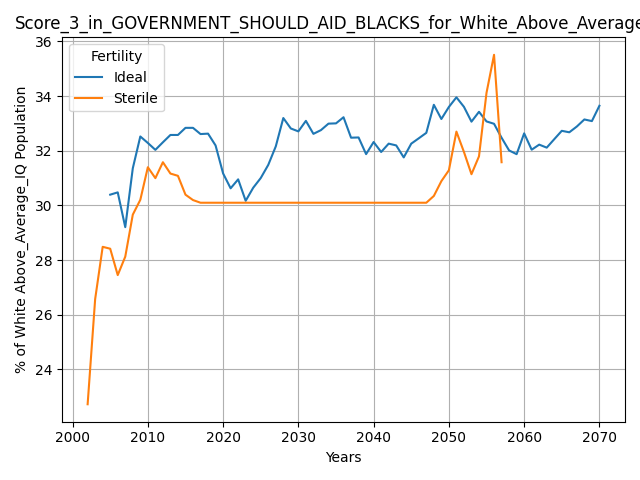 Score_3_in_GOVERNMENT_SHOULD_AID_BLACKS_for_White_Above_Average
36
34
32
30
28
26
24
% of White Above_Average_IQ Population
Fertility
Ideal
Sterile
2000 2010 2020 2030 2040 2050 2060 2070
Years